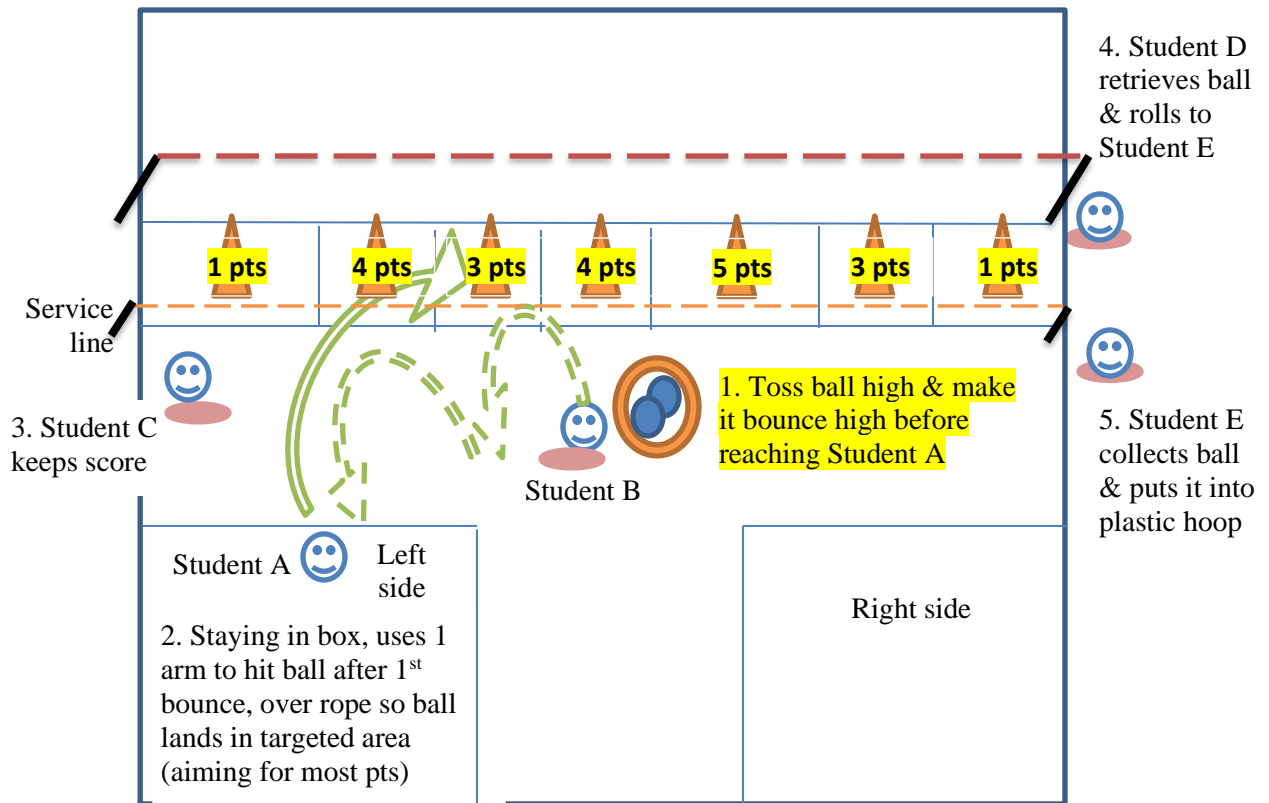 4. Student D
retrieves ball
& rolls to
Student E
1 pts
4 pts
3 pts
4 pts
5 pts
3 pts
1 pts
Service
line
1. Toss ball high & make
it bounce high before
reaching Student A
3. Student C
keeps score
Student B
5. Student E
collects ball
& puts it into
plastic hoop
Student A
Left
side
Right side
2. Staying in box, uses 1
arm to hit ball after 1st
bounce, over rope so ball
lands in targeted area
(aiming for most pts)